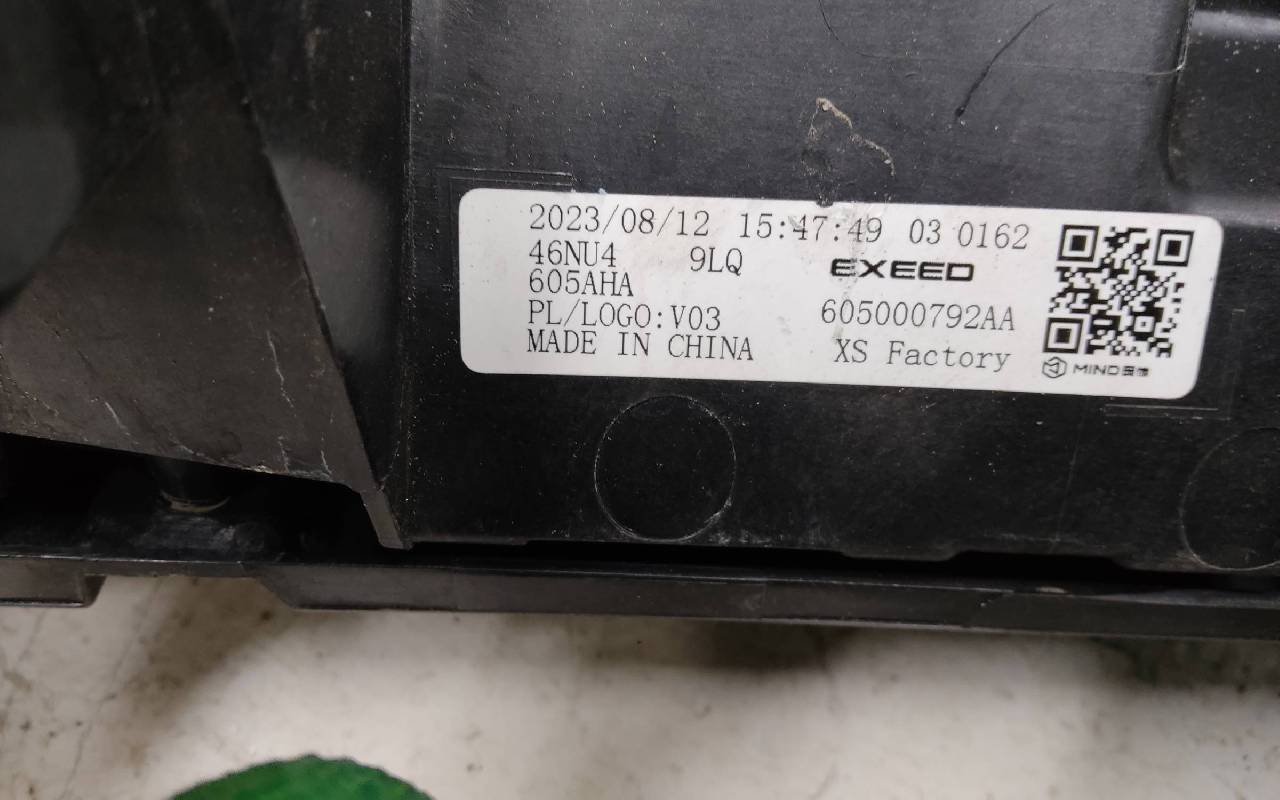 2023/08/12 15:47:49 03 0162
46NU4 9LQ
EXEED
605AHA
PL/LOGO:V03
605000792AA
MADE IN CHINA
XS Factory
MIND